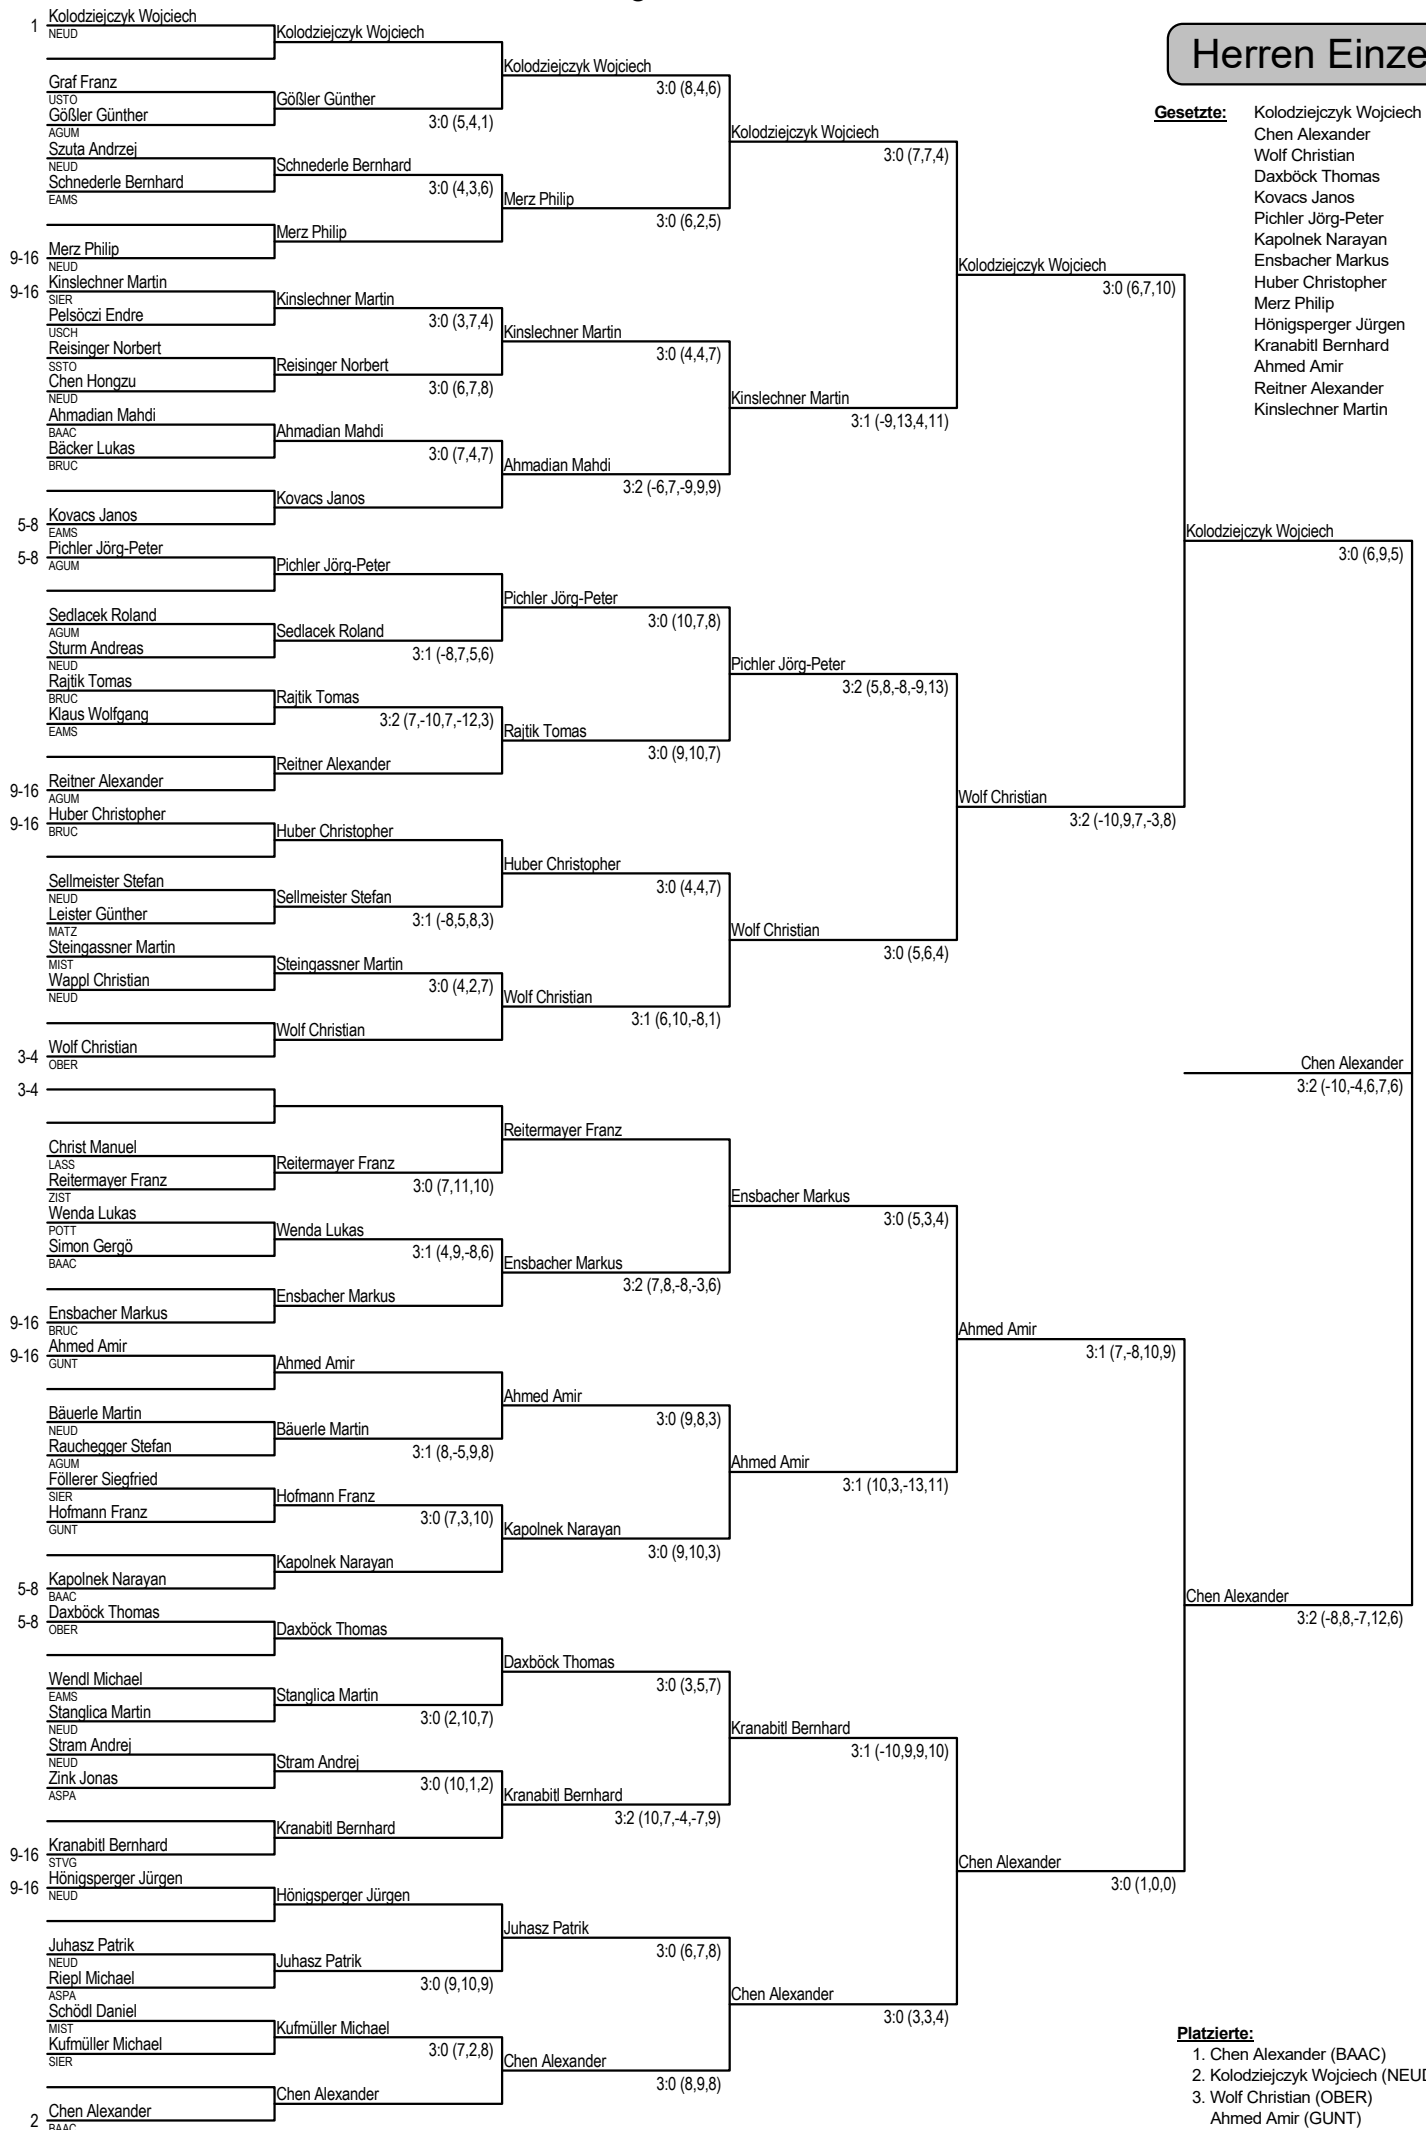 Herren Einze
Gesetzte: Kolodziejczyk Wojciech
Chen Alexander
Wolf Christian
Daxböck Thomas
Kovacs Janos
Pichler Jörg-Peter
Kapolnek Narayan
Ensbacher Markus
Huber Christopher
Merz Philip
Hönigsperger Jürgen
Kranabitl Bernhard
Ahmed Amir
Reitner Alexander
Kinslechner Martin
1 Kolodziejczyk Wojciech
NEUD
Graf Franz
USTO
Gößler Günther
AGUM
Szuta Andrzej
NEUD
Schnederle Bernhard
EAMS
9-16 Merz Philip
NEUD
9-16 Kinslechner Martin
SIER
Pelsöczi Endre
USCH
Reisinger Norbert
SSTO
Chen Hongzu
NEUD
Ahmadian Mahdi
BAAC
Bäcker Lukas
BRUC
5-8 Kovacs Janos
EAMS
5-8 Pichler Jörg-Peter
AGUM
Sedlacek Roland
AGUM
Sturm Andreas
NEUD
Rajtik Tomas
BRUC
Klaus Wolfgang
EAMS
9-16 Reitner Alexander
AGUM
9-16 Huber Christopher
BRUC
Sellmeister Stefan
NEUD
Leister Günther
MATZ
Steingassner Martin
MIST
Wappl Christian
NEUD
3-4 Wolf Christian
OBER
3-4
Christ Manuel
LASS
Reitermayer Franz
ZIST
Wenda Lukas
POTT
Simon Gergö
BAAC
9-16 Ensbacher Markus
BRUC
9-16 Ahmed Amir
GUNT
Bäuerle Martin
NEUD
Rauchegger Stefan
AGUM
Föllerer Siegfried
SIER
Hofmann Franz
GUNT
5-8 Kapolnek Narayan
BAAC
5-8 Daxböck Thomas
OBER
Wendl Michael
EAMS
Stanglica Martin
NEUD
Stram Andrej
NEUD
Zink Jonas
ASPA
9-16 Kranabitl Bernhard
STVG
9-16 Hönigsperger Jürgen
NEUD
Juhasz Patrik
NEUD
Riepl Michael
ASPA
Schödl Daniel
MIST
Kufmüller Michael
SIER
2 Chen Alexander
BAAC
Kolodziejczyk Wojciech
Gößler Günther
3:0 (5,4,1)
Schnederle Bernhard
3:0 (4,3,6)
Merz Philip
Kinslechner Martin
3:0 (3,7,4)
Reisinger Norbert
3:0 (6,7,8)
Ahmadian Mahdi
3:0 (7,4,7)
Kovacs Janos
Pichler Jörg-Peter
Sedlacek Roland
3:1 (-8,7,5,6)
Rajtik Tomas
3:2 (7,-10,7,-12,3)
Reitner Alexander
Huber Christopher
Sellmeister Stefan
3:1 (-8,5,8,3)
Steingassner Martin
3:0 (4,2,7)
Wolf Christian
Reitermayer Franz
3:0 (7,11,10)
Wenda Lukas
3:1 (4,9,-8,6)
Ensbacher Markus
Ahmed Amir
Bäuerle Martin
3:1 (8,-5,9,8)
Hofmann Franz
3:0 (7,3,10)
Kapolnek Narayan
Daxböck Thomas
Stanglica Martin
3:0 (2,10,7)
Stram Andrej
3:0 (10,1,2)
Kranabitl Bernhard
Hönigsperger Jürgen
Juhasz Patrik
3:0 (9,10,9)
Kufmüller Michael
3:0 (7,2,8)
Chen Alexander
Kolodziejczyk Wojciech
3:0 (8,4,6)
Merz Philip
3:0 (6,2,5)
Kinslechner Martin
3:0 (4,4,7)
Ahmadian Mahdi
3:2 (-6,7,-9,9,9)
Pichler Jörg-Peter
3:0 (10,7,8)
Rajtik Tomas
3:0 (9,10,7)
Huber Christopher
3:0 (4,4,7)
Wolf Christian
3:1 (6,10,-8,1)
Reitermayer Franz
Ensbacher Markus
3:2 (7,8,-8,-3,6)
Ahmed Amir
3:0 (9,8,3)
Kapolnek Narayan
3:0 (9,10,3)
Daxböck Thomas
3:0 (3,5,7)
Kranabitl Bernhard
3:2 (10,7,-4,-7,9)
Juhasz Patrik
3:0 (6,7,8)
Chen Alexander
3:0 (8,9,8)
Kolodziejczyk Wojciech
3:0 (7,7,4)
Kinslechner Martin
3:1 (-9,13,4,11)
Pichler Jörg-Peter
3:2 (5,8,-8,-9,13)
Wolf Christian
3:0 (5,6,4)
Ensbacher Markus
3:0 (5,3,4)
Ahmed Amir
3:1 (10,3,-13,11)
Kranabitl Bernhard
3:1 (-10,9,9,10)
Chen Alexander
3:0 (3,3,4)
Kolodziejczyk Wojciech
3:0 (6,7,10)
Wolf Christian
3:2 (-10,9,7,-3,8)
Ahmed Amir
3:1 (7,-8,10,9)
Chen Alexander
3:0 (1,0,0)
Kolodziejczyk Wojciech
3:0 (6,9,5)
Chen Alexander
3:2 (-8,8,-7,12,6)
Chen Alexander
3:2 (-10,-4,6,7,6)
Platzierte:
1. Chen Alexander (BAAC)
2. Kolodziejczyk Wojciech (NEUD
3. Wolf Christian (OBER)
Ahmed Amir (GUNT)